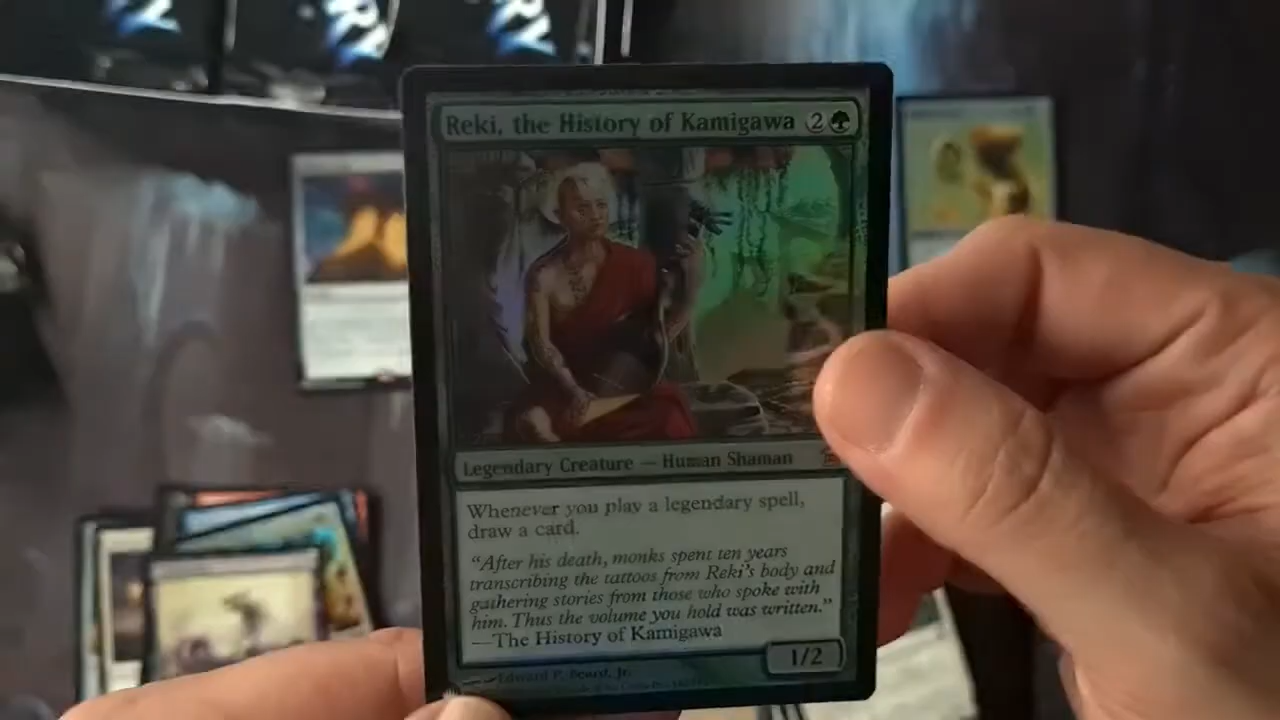 Reki, the History of Kamigawa 2
Legendary Creature — Human Shaman
Whenever you play a legendary spell,
draw a card.
"After his death, monks spent ten years
transcribing the tattoos from Reki's body and
gathering stories from those who spoke with
him. Thus the volume you hold was written."
—The History of Kamigawa
1/2
Edward P. Beard, Jr.